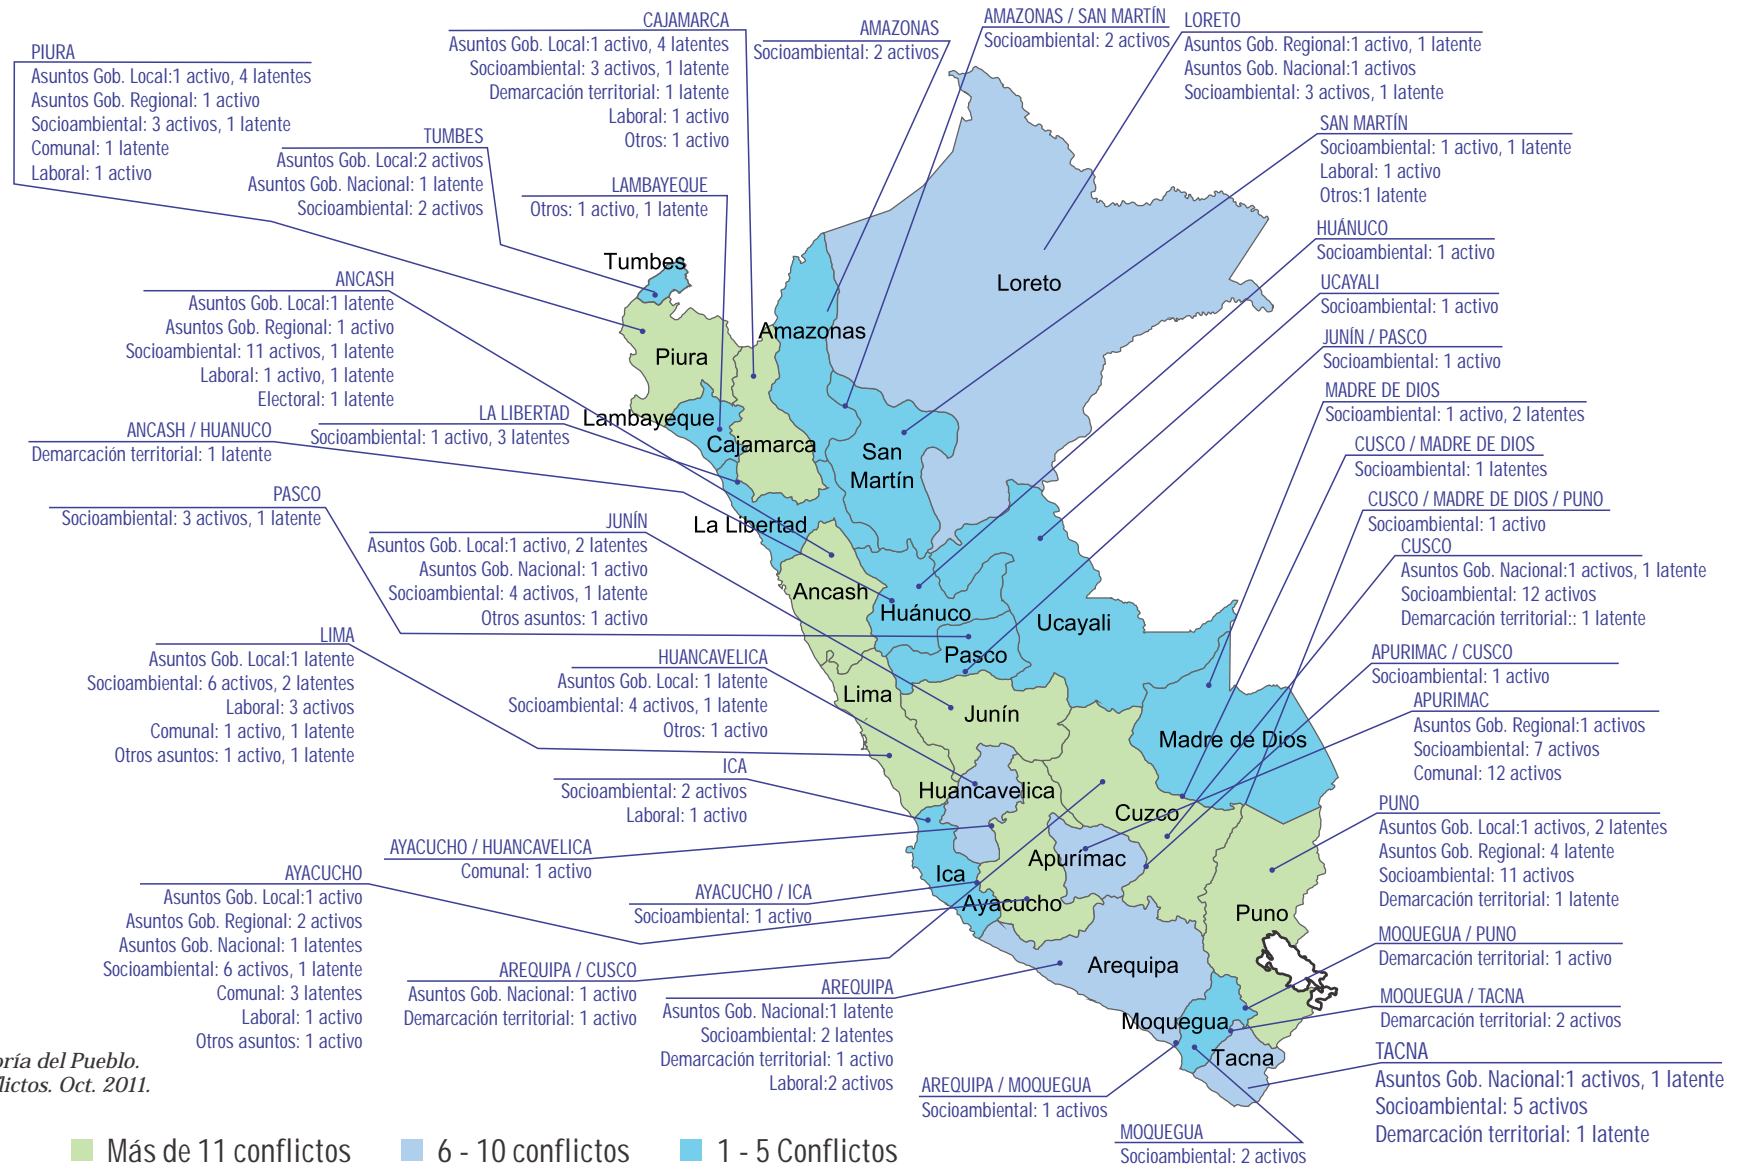 PIURA
Asuntos Gob. Local:1 activo, 4 latentes
Asuntos Gob. Regional: 1 activo
Socioambiental: 3 activos, 1 latente
Comunal: 1 latente
Laboral: 1 activo
TUMBES
Asuntos Gob. Local:2 activos
Asuntos Gob. Nacional: 1 latente
Socioambiental: 2 activos
CAJAMARCA
Asuntos Gob. Local:1 activo, 4 latentes
Socioambiental: 3 activos, 1 latente
Demarcación territorial: 1 latente
Laboral: 1 activo
Otros: 1 activo
LAMBAYEQUE
Otros: 1 activo, 1 latente
AMAZONAS
Socioambiental: 2 activos
AMAZONAS / SAN MARTÍN
Socioambiental: 2 activos
LORETO
Asuntos Gob. Regional:1 activo, 1 latente
Asuntos Gob. Nacional:1 activos
Socioambiental: 3 activos, 1 latente
SAN MARTÍN
Socioambiental: 1 activo, 1 latente
Laboral: 1 activo
Otros:1 latente
HUÁNUCO
Socioambiental: 1 activo
UCAYALI
Socioambiental: 1 activo
JUNÍN / PASCO
Socioambiental: 1 activo
MADRE DE DIOS
Socioambiental: 1 activo, 2 latentes
CUSCO / MADRE DE DIOS
Socioambiental: 1 latentes
CUSCO / MADRE DE DIOS / PUNO
Socioambiental: 1 activo
CUSCO
Asuntos Gob. Nacional:1 activos, 1 latente
Socioambiental: 12 activos
Demarcación territorial:: 1 latente
APURIMAC / CUSCO
Socioambiental: 1 activo
APURIMAC
Asuntos Gob. Regional:1 activos
Socioambiental: 7 activos
Comunal: 12 activos
PUNO
Asuntos Gob. Local:1 activos, 2 latentes
Asuntos Gob. Regional: 4 latente
Socioambiental: 11 activos
Demarcación territorial: 1 latente
MOQUEGUA / PUNO
Demarcación territorial: 1 activo
MOQUEGUA / TACNA
Demarcación territorial: 2 activos
TACNA
Asuntos Gob. Nacional:1 activos, 1 latente
Socioambiental: 5 activos
Demarcación territorial: 1 latente
ANCASH
Asuntos Gob. Local:1 latente
Asuntos Gob. Regional: 1 activo
Socioambiental: 11 activos, 1 latente
Laboral: 1 activo, 1 latente
Electoral: 1 latente
ANCASH / HUANUCO
Demarcación territorial: 1 latente
LA LIBERTAD
Socioambiental: 1 activo, 3 latentes
PASCO
Socioambiental: 3 activos, 1 latente
JUNÍN
Asuntos Gob. Local:1 activo, 2 latentes
Asuntos Gob. Nacional: 1 activo
Socioambiental: 4 activos, 1 latente
Otros asuntos: 1 activo
LIMA
Asuntos Gob. Local:1 latente
Socioambiental: 6 activos, 2 latentes
Laboral: 3 activos
Comunal: 1 activo, 1 latente
Otros asuntos: 1 activo, 1 latente
HUANCAVELICA
Asuntos Gob. Local: 1 latente
Socioambiental: 4 activos, 1 latente
Otros: 1 activo
ICA
Socioambiental: 2 activos
Laboral: 1 activo
AYACUCHO / HUANCAVELICA
Comunal: 1 activo
AYACUCHO
Asuntos Gob. Local:1 activo
Asuntos Gob. Regional: 2 activos
Asuntos Gob. Nacional: 1 latentes
Socioambiental: 6 activos, 1 latente
Comunal: 3 latentes
Laboral: 1 activo
Otros asuntos: 1 activo
AYACUCHO / ICA
Socioambiental: 1 activo
AREQUIPA / CUSCO
Asuntos Gob. Nacional: 1 activo
Demarcación territorial: 1 activo
AREQUIPA
Asuntos Gob. Nacional:1 latente
Socioambiental: 2 latentes
Demarcación territorial: 1 activo
Laboral:2 activos
AREQUIPA / MOQUEGUA
Socioambiental: 1 activos
MOQUEGUA
Socioambiental: 2 activos
Tumbes
Piura
Lambayeque
Cajamarca
Amazonas
Loreto
San
Martín
La Libertad
Ancash
Huánuco
Ucayali
Pasco
Lima
Junín
Madre de Dios
Huancavelica
Cuzco
Ica
Apurímac
Ayacucho
Puno
Arequipa
Moquegua
Tacna
oría del Pueblo.
flictos. Oct. 2011.
Más de 11 conflictos
6 - 10 conflictos
1 - 5 Conflictos